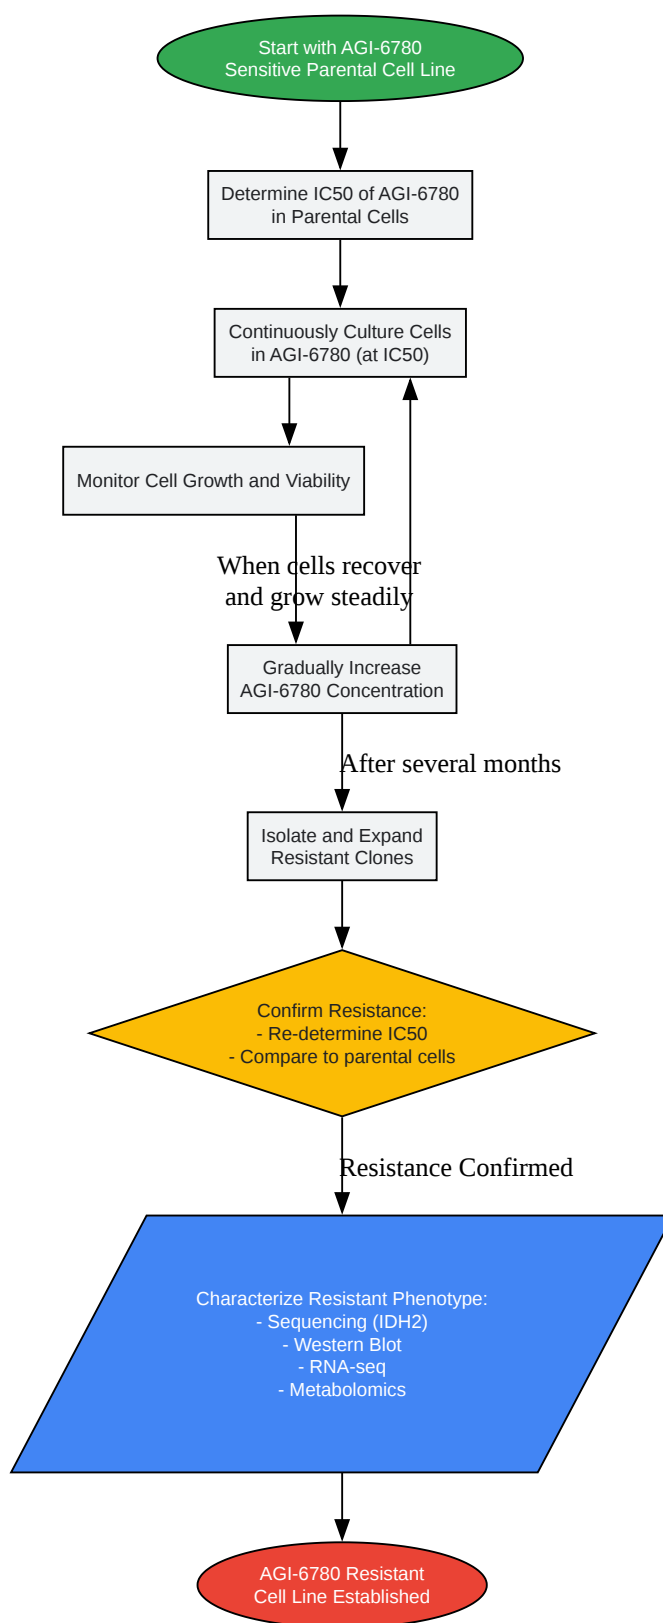 Start with AGI-6780
Sensitive Parental Cell Line
Determine IC50 of AGI-6780
in Parental Cells
Continuously Culture Cells
in AGI-6780 (at IC50)
Monitor Cell Growth and Viability
When cells recover
and grow steadily
Gradually Increase
AGI-6780 Concentration
After several months
Isolate and Expand
Resistant Clones
Confirm Resistance:
- Re-determine IC50
- Compare to parental cells
Resistance Confirmed
Characterize Resistant Phenotype:
- Sequencing (IDH2)
- Western Blot
- RNA-seq
- Metabolomics
AGI-6780 Resistant
Cell Line Established